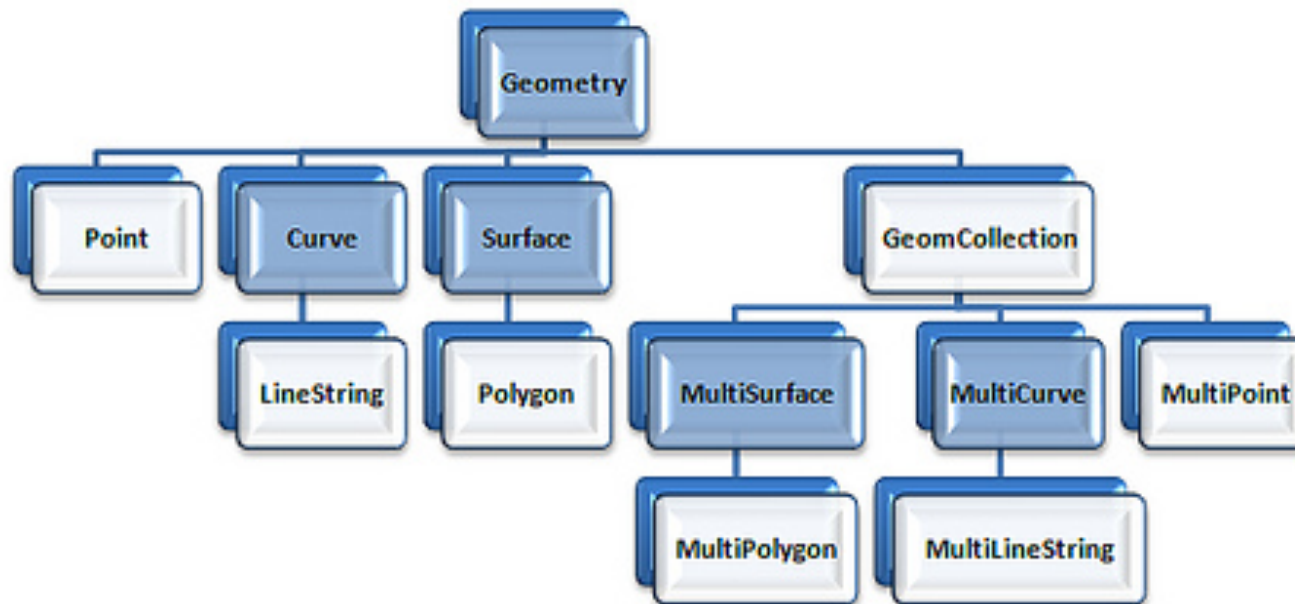 Geometry
Point
Curve
Surface
GeomCollection
LineString
Polygon
MultiSurface
MultiCurve
MultiPoint
MultiPolygon
MultiLineString